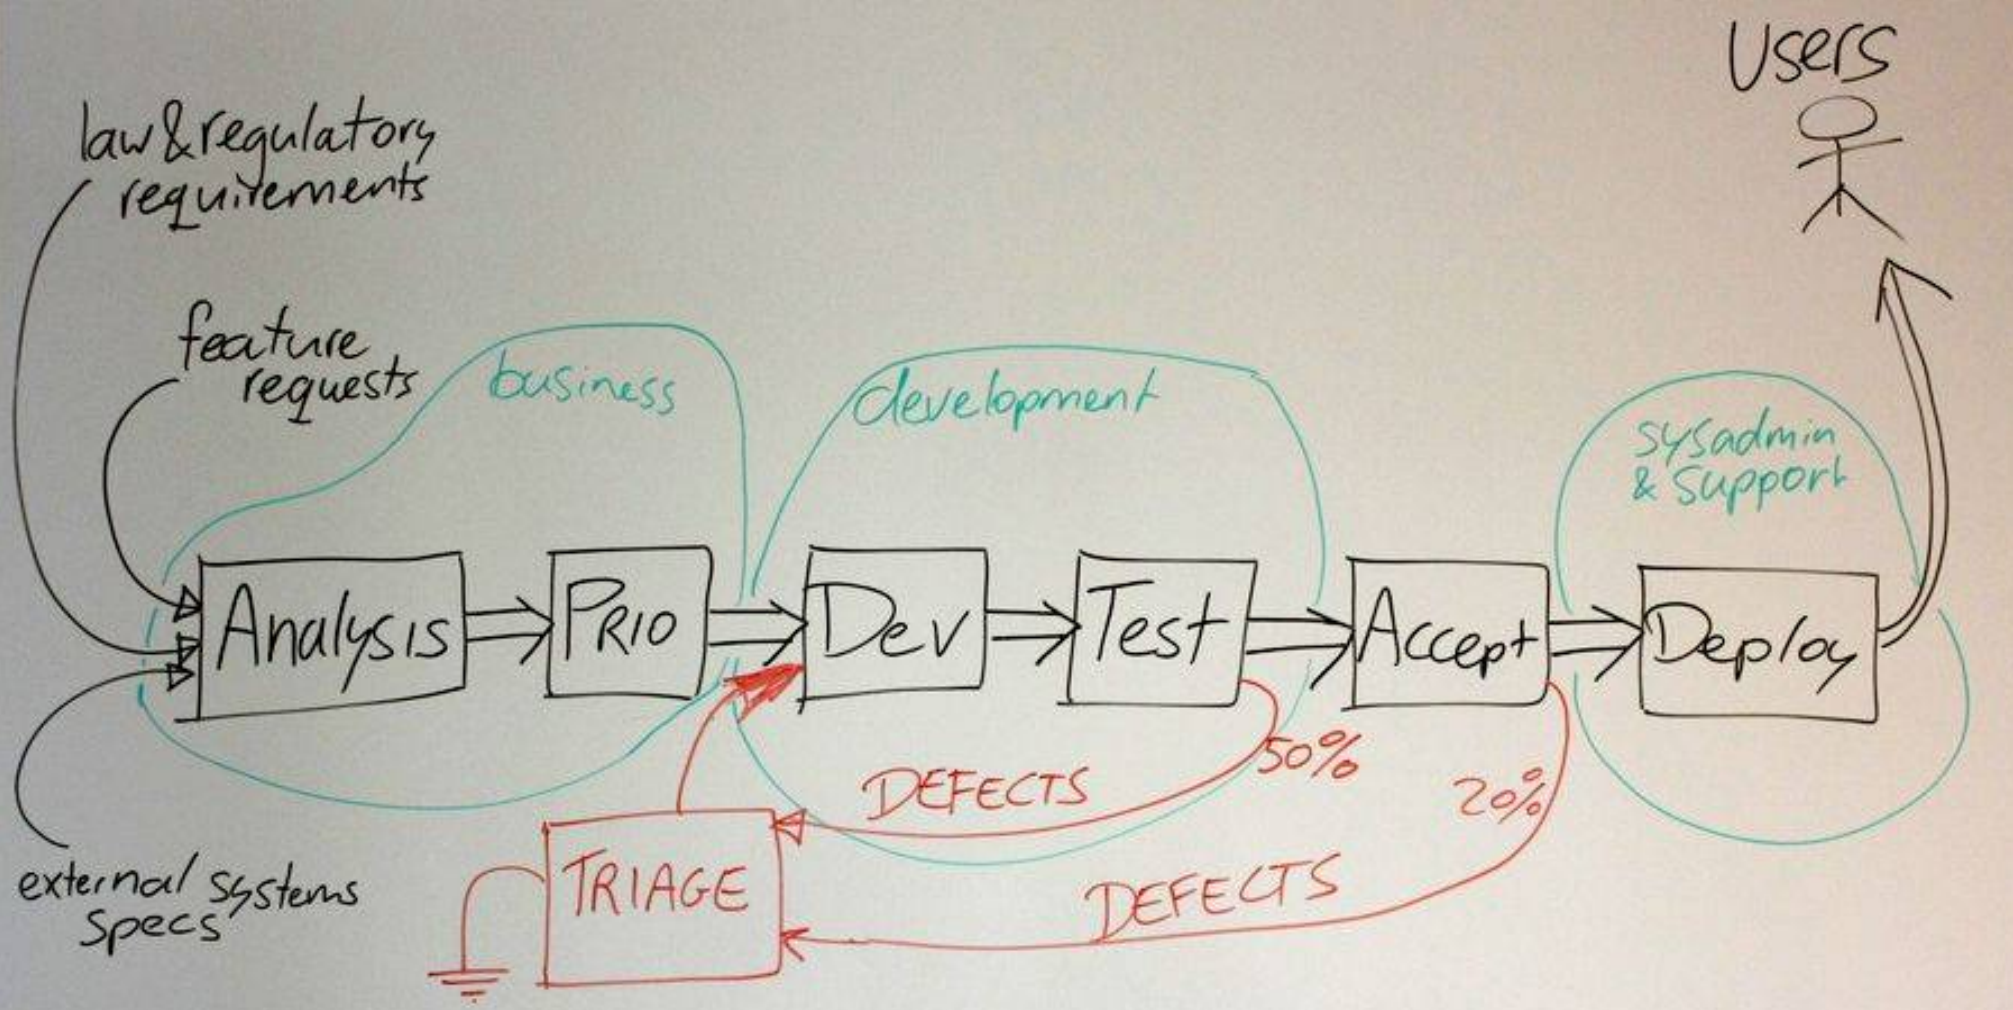 Users
law & regulatory
requirements
feature
requests
business
development
sysadmin
& support
Analysis
PRIO
Dev
Test
Accept
Deploy
50%
DEFECTS
20%
TRIAGE
DEFECTS
external systems
specs